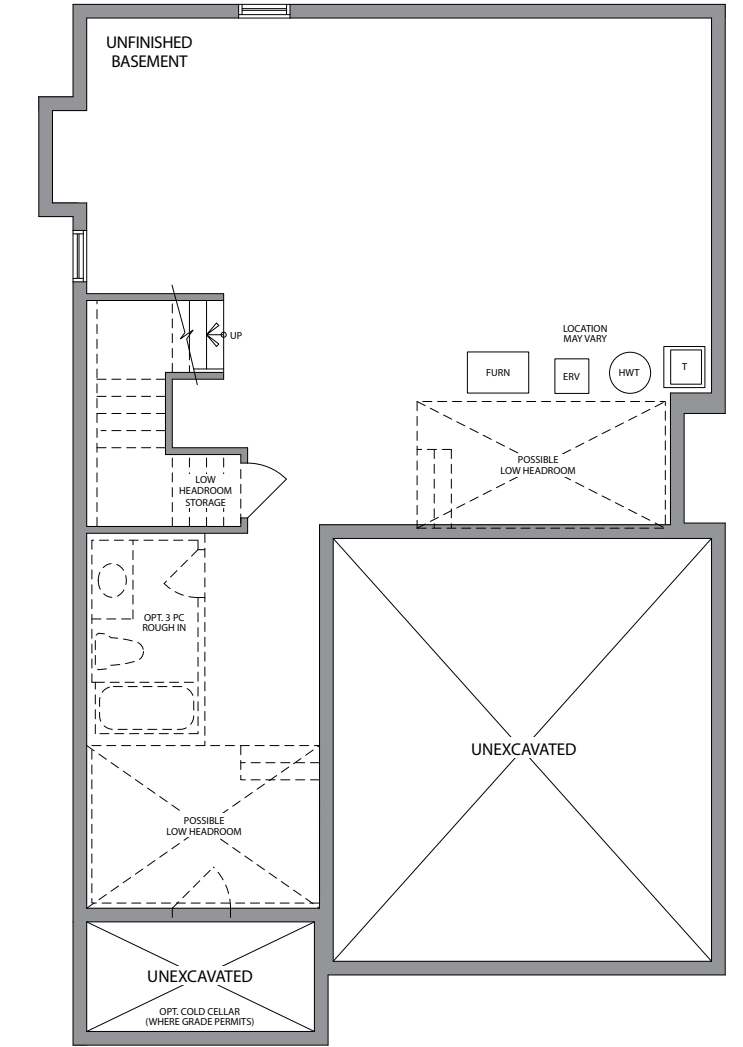 UNFINISHED
BASEMENT
UP
LOCATION
MAY VARY
FURN
ERV
HWT
T
POSSIBLE
LOW HEADROOM
LOW
HEADROOM
STORAGE
OPT. 3 PC
ROUGH IN
UNEXCAVATED
POSSIBLE
LOW HEADROOM
UNEXCAVATED
OPT. COLD CELLAR
(WHERE GRADE PERMITS)